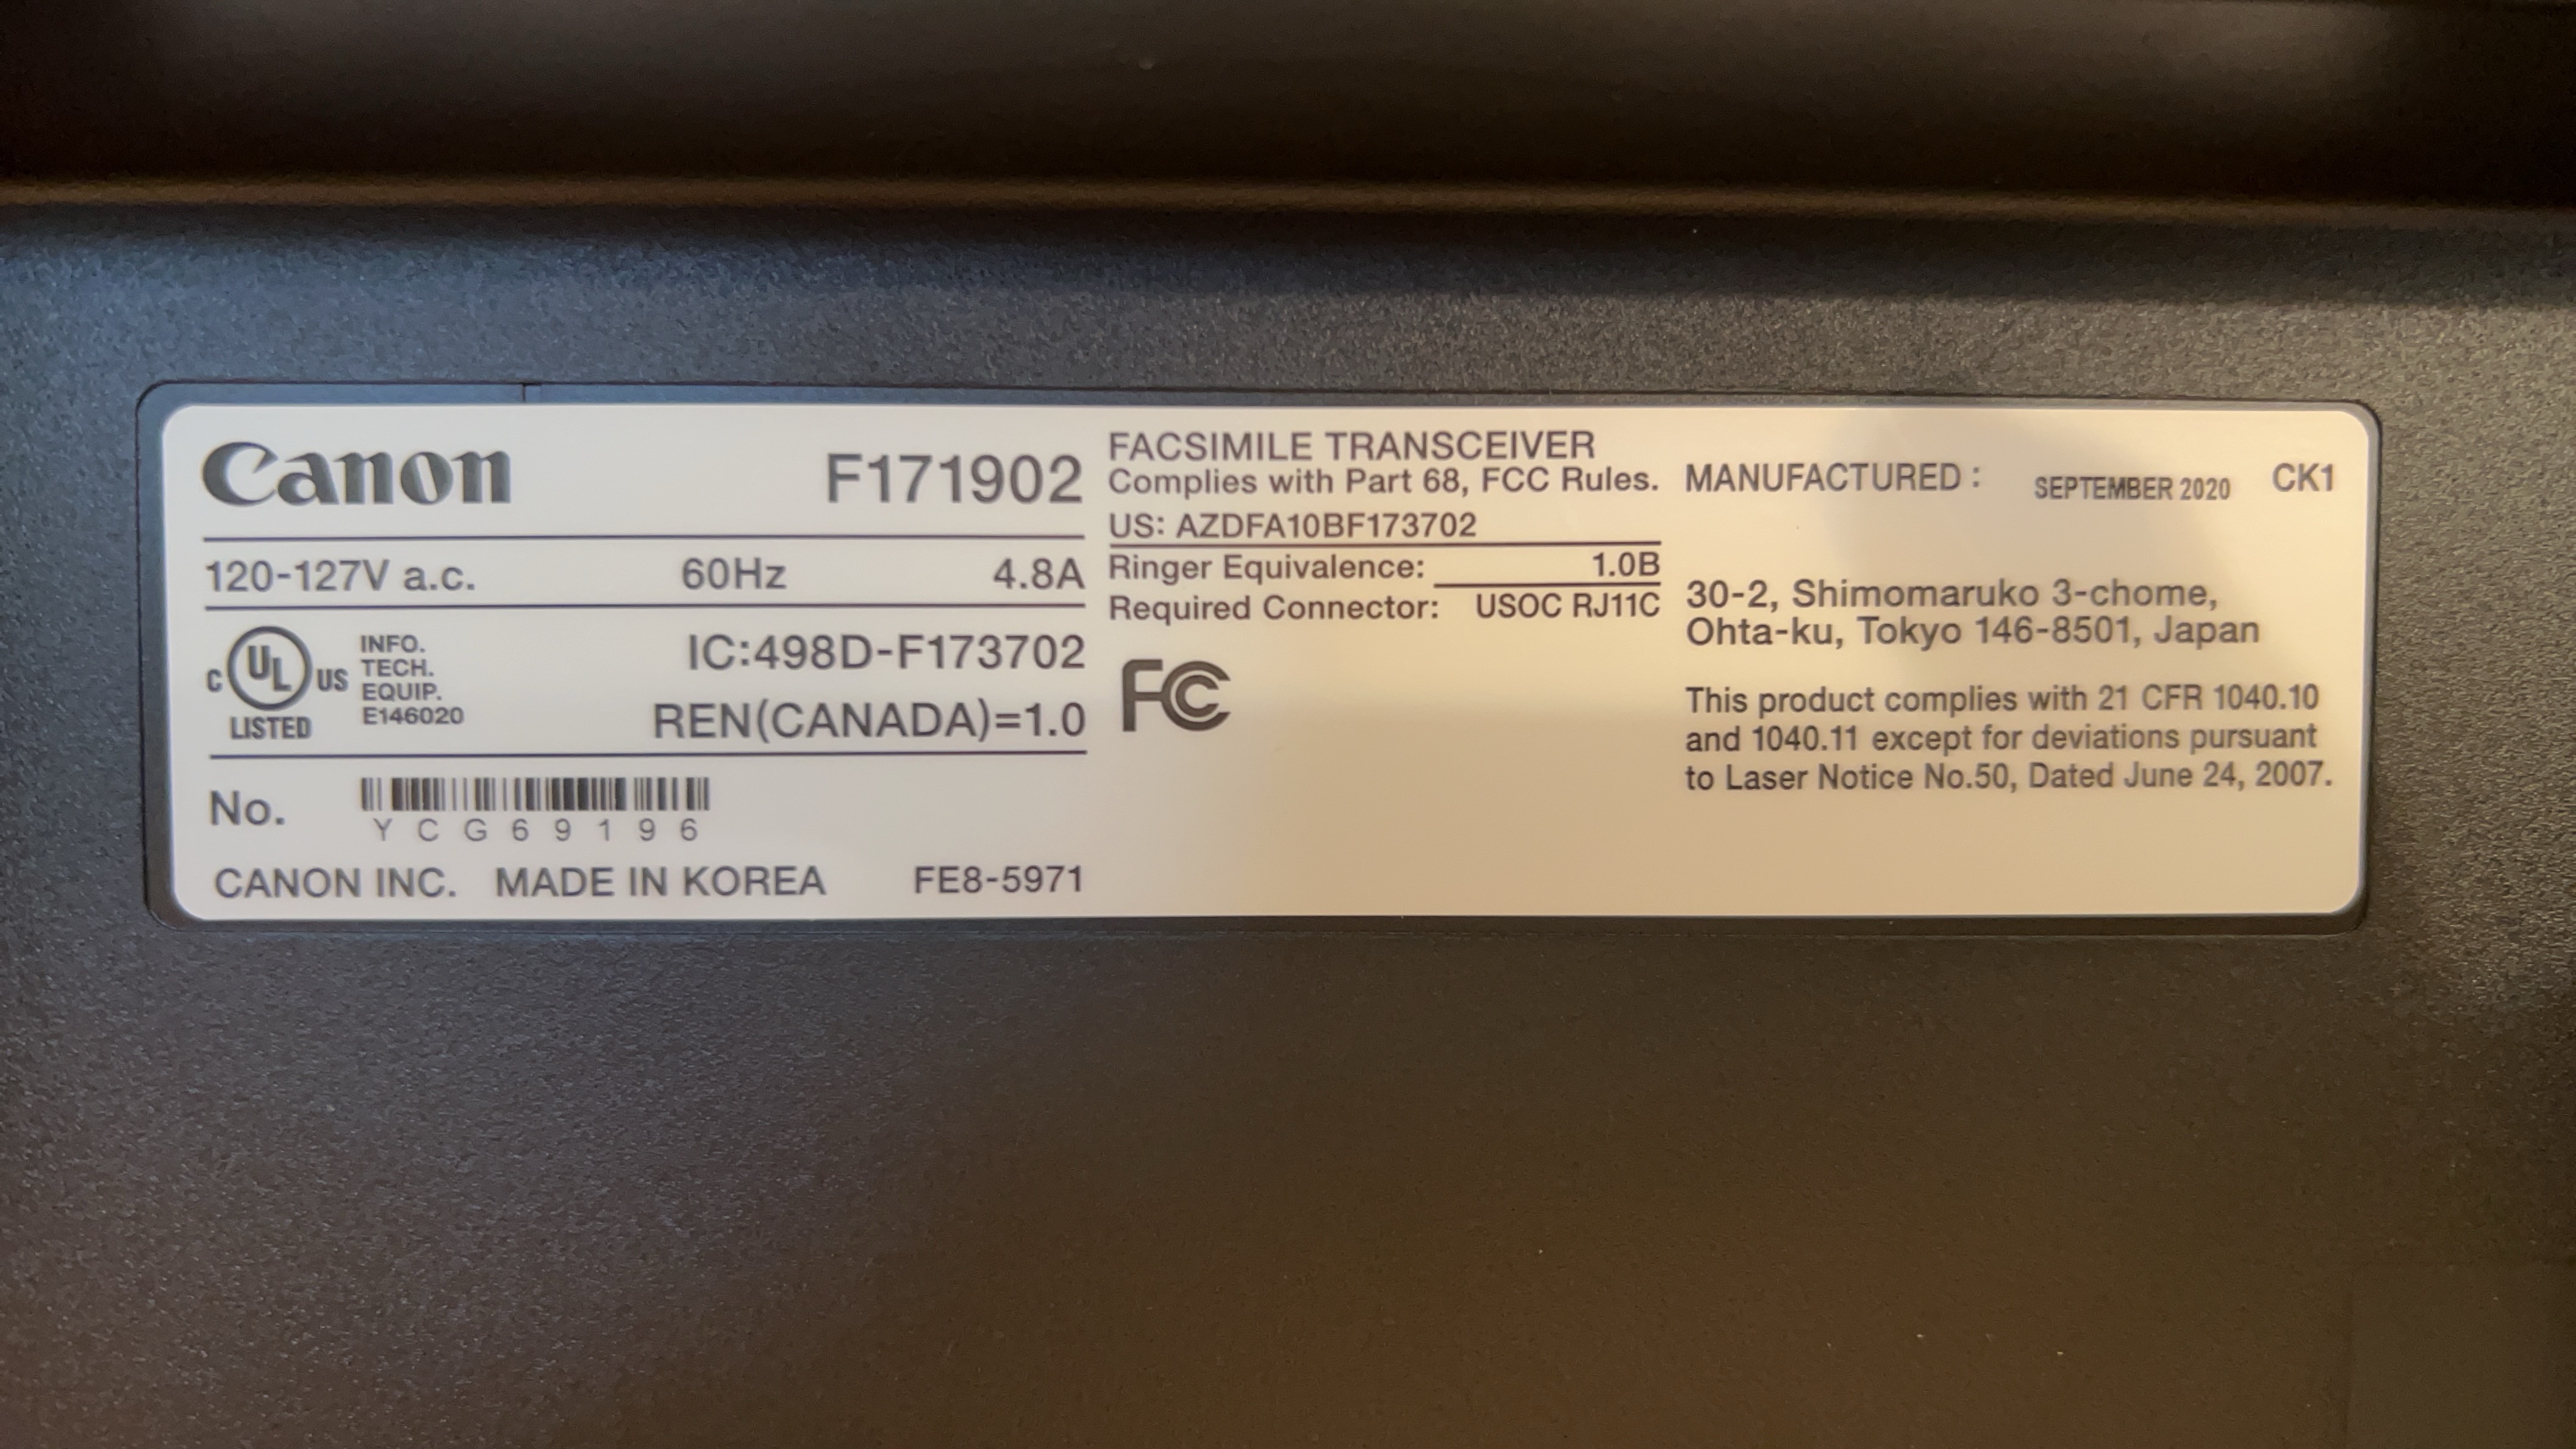 Canon F171902
120-127V a.c. 60Hz 4.8A
C UL US LISTED
INFO.
TECH.
EQUIP.
E146020
IC:498D-F173702
REN(CANADA)=1.0
No.
YCG69196
CANON INC. MADE IN KOREA FE8-5971
FACSIMILE TRANSCEIVER
Complies with Part 68, FCC Rules.
US: AZDFA10BF173702
Ringer Equivalence: 1.0B
Required Connector: USOC RJ11C
FC
MANUFACTURED : SEPTEMBER 2020 CK1
30-2, Shimomaruko 3-chome,
Ohta-ku, Tokyo 146-8501, Japan
This product complies with 21 CFR 1040.10
and 1040.11 except for deviations pursuant
to Laser Notice No.50, Dated June 24, 2007.